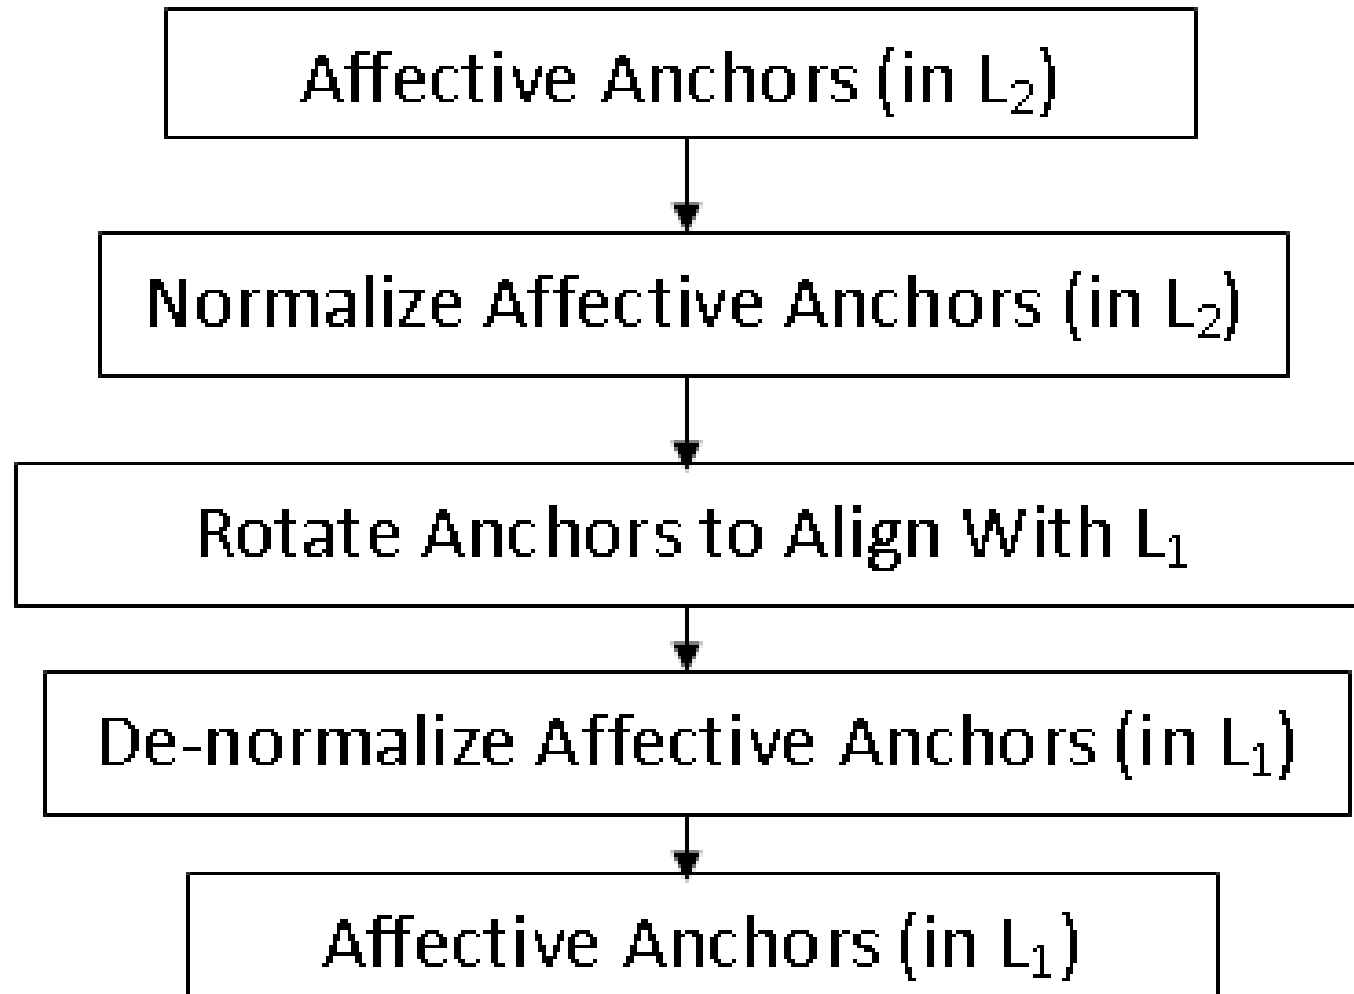 Affective Anchors (in L₂)
Normalize Affective Anchors (in L₂)
Rotate Anchors to Align With L₁
De-normalize Affective Anchors (in L₁)
Affective Anchors (in L₁)